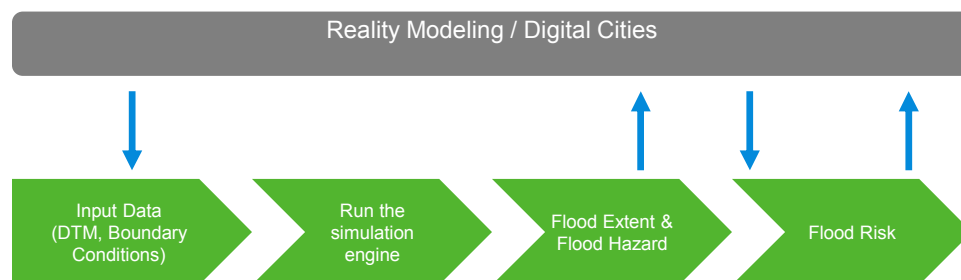 Reality Modeling / Digital Cities
Input Data
(DTM, Boundary
Conditions)
Run the
simulation
engine
Flood Extent &
Flood Hazard
Flood Risk